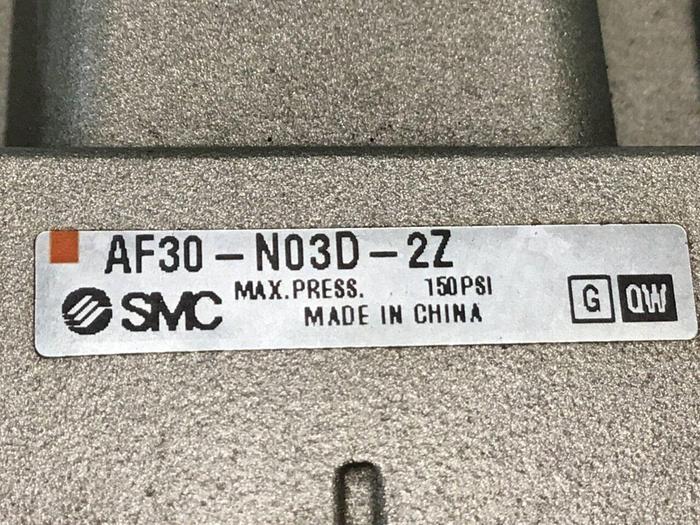 AF30-N03D-2Z
SMC MAX.PRESS. 150PSI
MADE IN CHINA
G QW